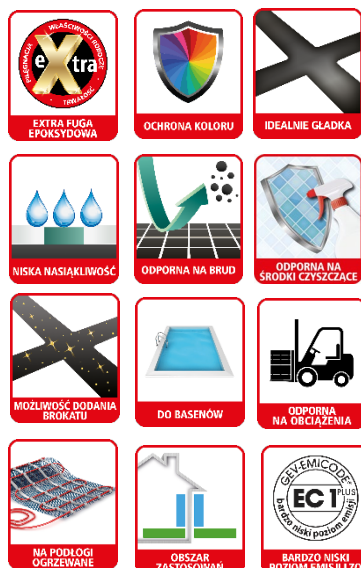 WŁAŚCIWOŚCI ROBOCZE
PIELĘGNACJA
eXtra
TRWAŁOŚĆ
EXTRA FUGA
EPOKSYDOWA
OCHRONA KOLORU
IDEALNIE GŁADKA
NISKA NASIĄKLIWOŚĆ
ODPORNA NA BRUD
ODPORNA NA
ŚRODKI CZYSZCZĄCE
MOŻLIWOŚĆ DODANIA
BROKATU
DO BASENÓW
ODPORNA
NA OBCIĄŻENIA
NA PODŁOGI
OGRZEWANE
OBSZAR
ZASTOSOWAŃ
GEV-EMICODE
EC 1 PLUS
bardzo niski poziom emisji
BARDZO NISKI
POZIOM EMISJI LZO